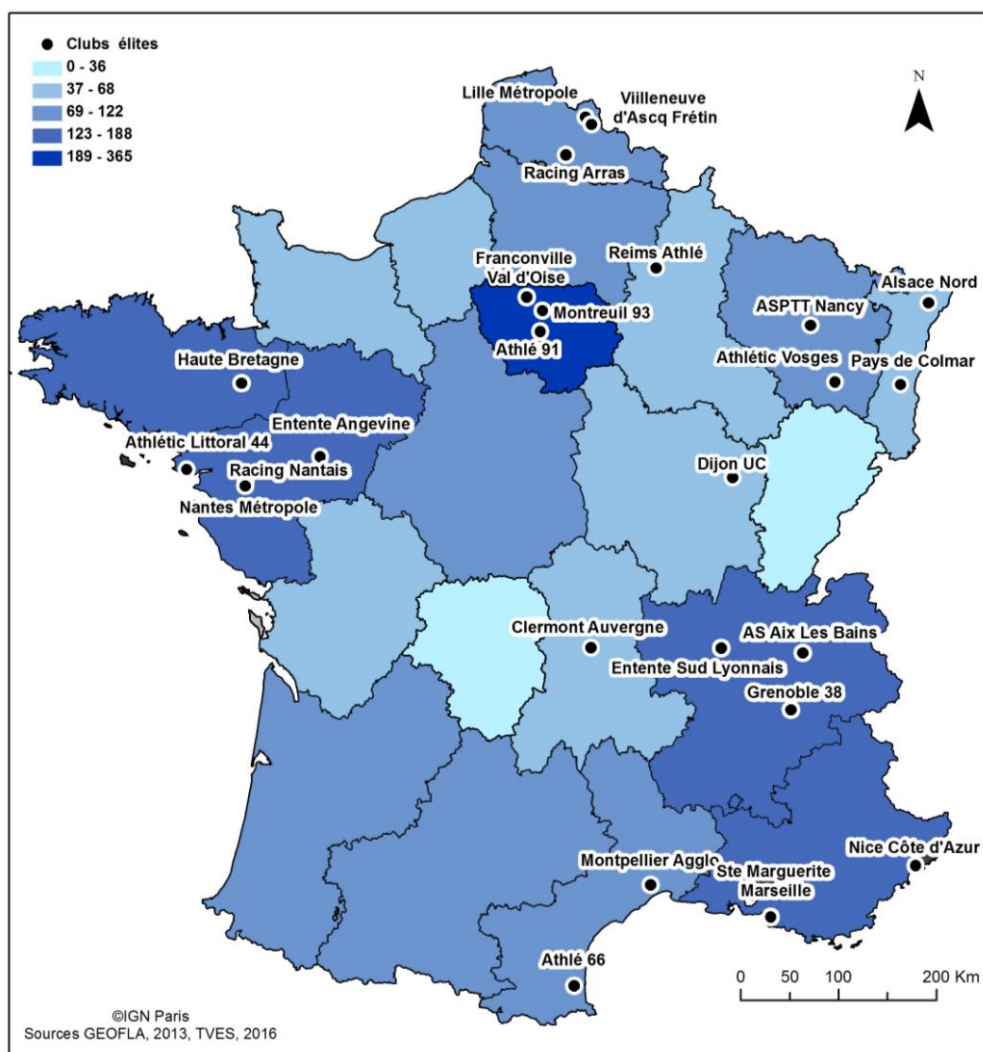 Clubs élites
0 - 36
37 - 68
69 - 122
123 - 188
189 - 365
N
Lille Métropole
Viilleneuve
d'Ascq Frétin
Racing Arras
Franconville
Val d'Oise
Reims Athlé
Montreuil 93
Athlé 91
Alsace Nord
ASPTT Nancy
Athlétic Vosges
Pays de Colmar
Haute Bretagne
Entente Angevine
Athlétic Littoral 44
Racing Nantais
Nantes Métropole
Dijon UC
Clermont Auvergne
AS Aix Les Bains
Entente Sud Lyonnais
Grenoble 38
Montpellier Agglo
Ste Marguerite
Marseille
Nice Côte d'Azur
Athlé 66
0 50 100 200 Km
©IGN Paris
Sources GEOFLA, 2013, TVES, 2016